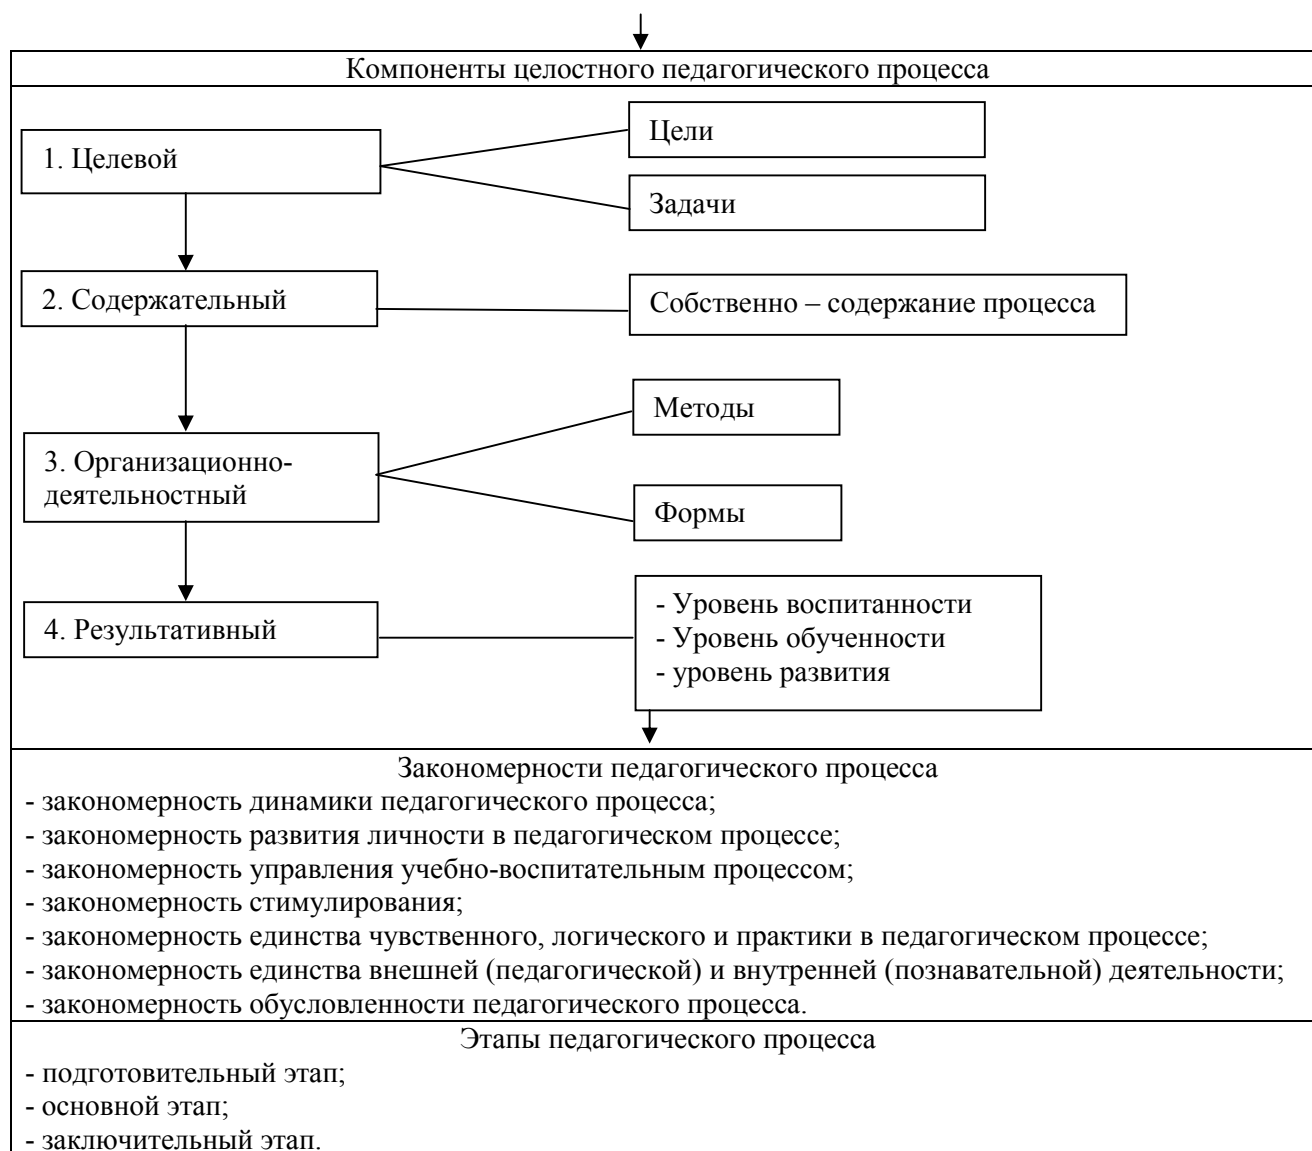 Компоненты целостного педагогического процесса
1. Целевой
Цели
Задачи
2. Содержательный
Собственно – содержание процесса
3. Организационно-
деятельностный
Методы
Формы
4. Результативный
- Уровень воспитанности
- Уровень обученности
- уровень развития
Закономерности педагогического процесса
- закономерность динамики педагогического процесса;
- закономерность развития личности в педагогическом процессе;
- закономерность управления учебно-воспитательным процессом;
- закономерность стимулирования;
- закономерность единства чувственного, логического и практики в педагогическом процессе;
- закономерность единства внешней (педагогической) и внутренней (познавательной) деятельности;
- закономерность обусловленности педагогического процесса.
Этапы педагогического процесса
- подготовительный этап;
- основной этап;
- заключительный этап.